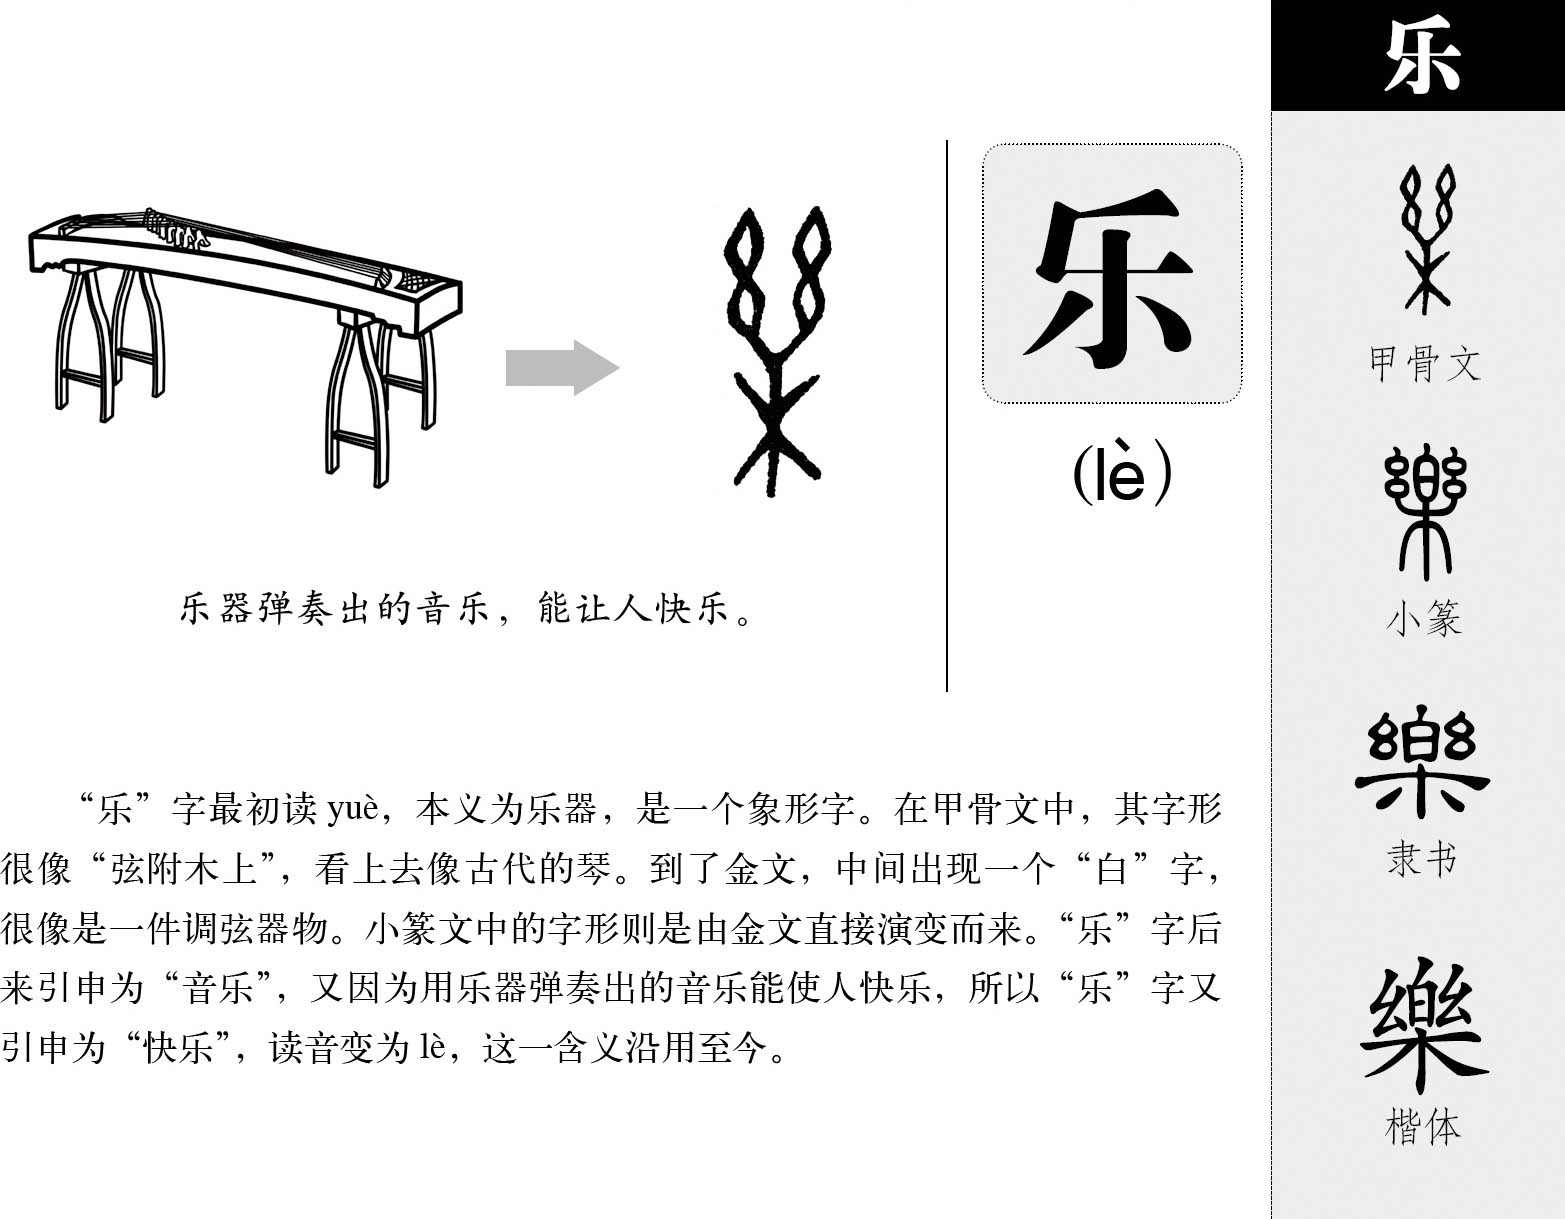 乐
乐
(lè)
乐器弹奏出的音乐，能让人快乐。
“乐”字最初读 yuè，本义为乐器，是一个象形字。在甲骨文中，其字形
很像“弦附木上”，看上去像古代的琴。到了金文，中间出现一个“白”字，
很像是一件调弦器物。小篆文中的字形则是由金文直接演变而来。“乐”字后
来引申为“音乐”，又因为用乐器弹奏出的音乐能使人快乐，所以“乐”字又
引申为“快乐”，读音变为 lè，这一含义沿用至今。
甲骨文
樂
小篆
樂
隶书
樂
楷体